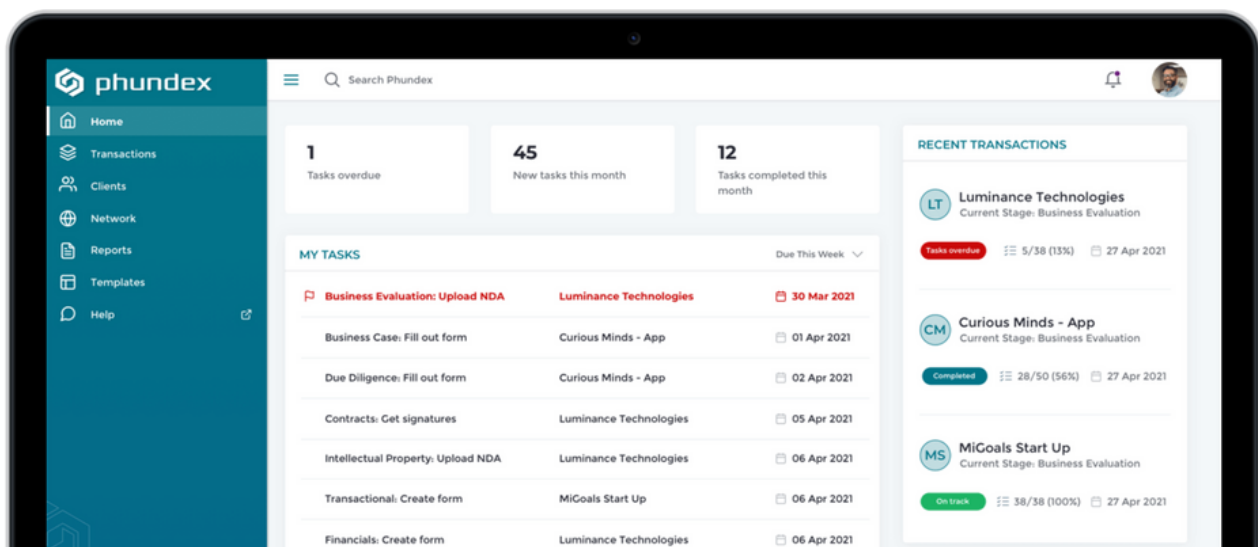 phundex
Search Phundex
Home
Transactions
Clients
Network
Reports
Templates
Help
1
Tasks overdue
45
New tasks this month
12
Tasks completed this
month
MY TASKS
Due This Week
Business Evaluation: Upload NDA Luminance Technologies 30 Mar 2021
Business Case: Fill out form Curious Minds - App 01 Apr 2021
Due Diligence: Fill out form Curious Minds - App 02 Apr 2021
Contracts: Get signatures Luminance Technologies 05 Apr 2021
Intellectual Property: Upload NDA Luminance Technologies 06 Apr 2021
Transactional: Create form MiGoals Start Up 06 Apr 2021
Financials: Create form Luminance Technologies 06 Apr 2021
RECENT TRANSACTIONS
LT
Luminance Technologies
Current Stage: Business Evaluation
Tasks overdue 5/38 (13%) 27 Apr 2021
CM
Curious Minds - App
Current Stage: Business Evaluation
Completed 28/50 (56%) 27 Apr 2021
MS
MiGoals Start Up
Current Stage: Business Evaluation
On track 38/38 (100%) 27 Apr 2021